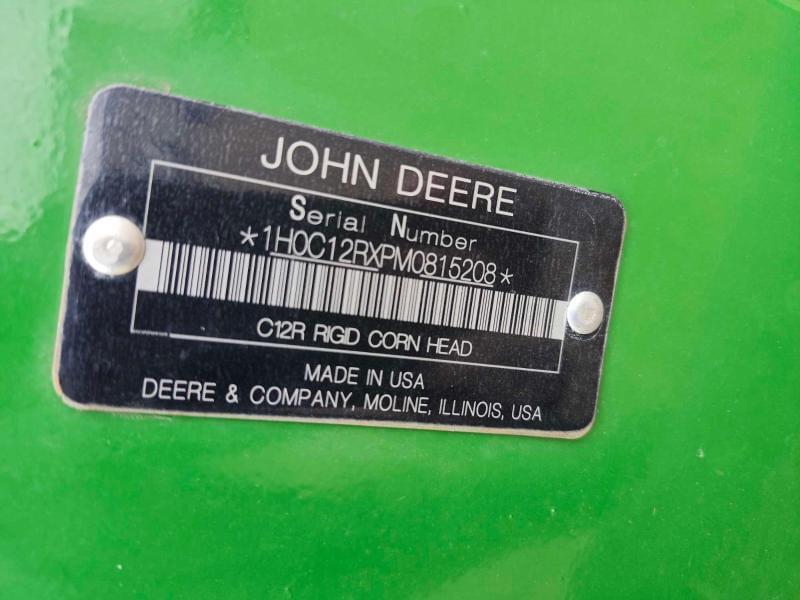 JOHN DEERE
Serial Number
*1H0C12RXPM0815208*
C12R RIGID CORN HEAD
MADE IN USA
DEERE & COMPANY, MOLINE, ILLINOIS, USA